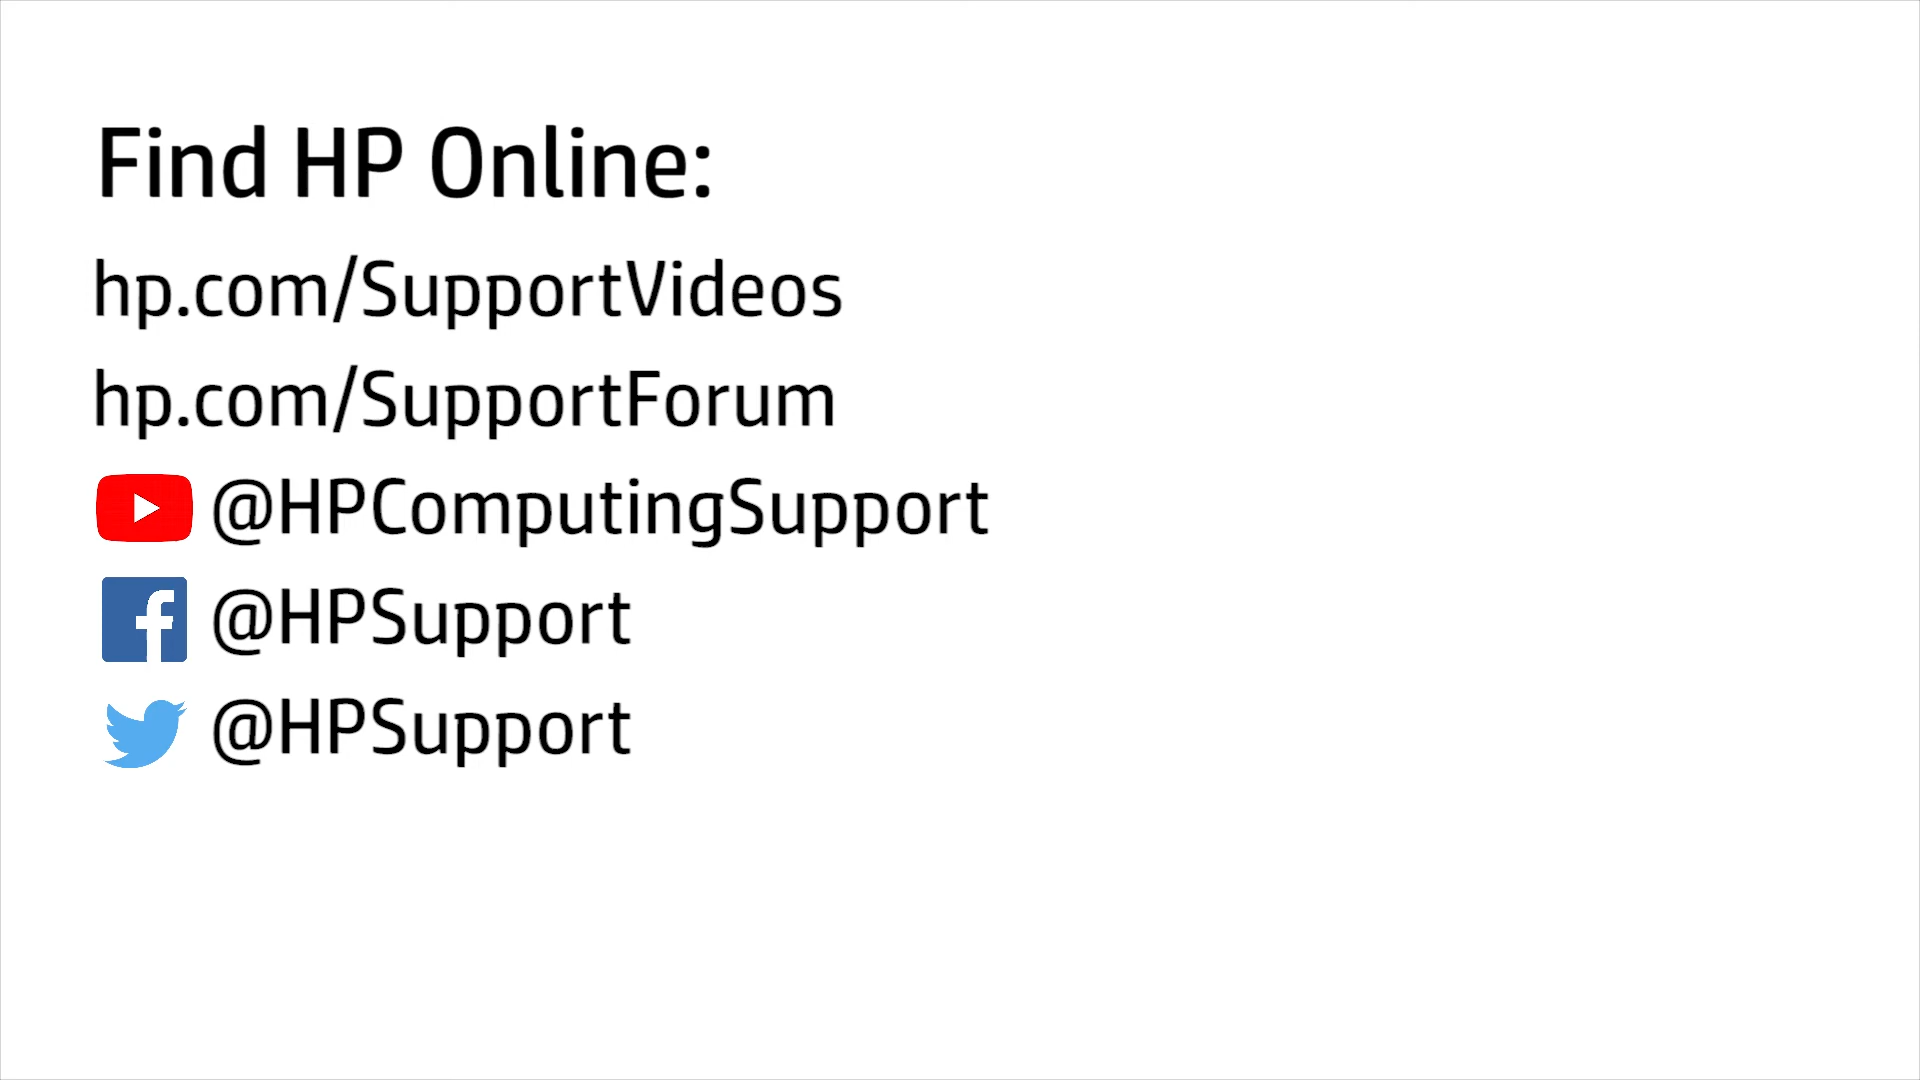 Find HP Online:
hp.com/SupportVideos
hp.com/SupportForum
@HPComputingSupport
@HPSupport
@HPSupport